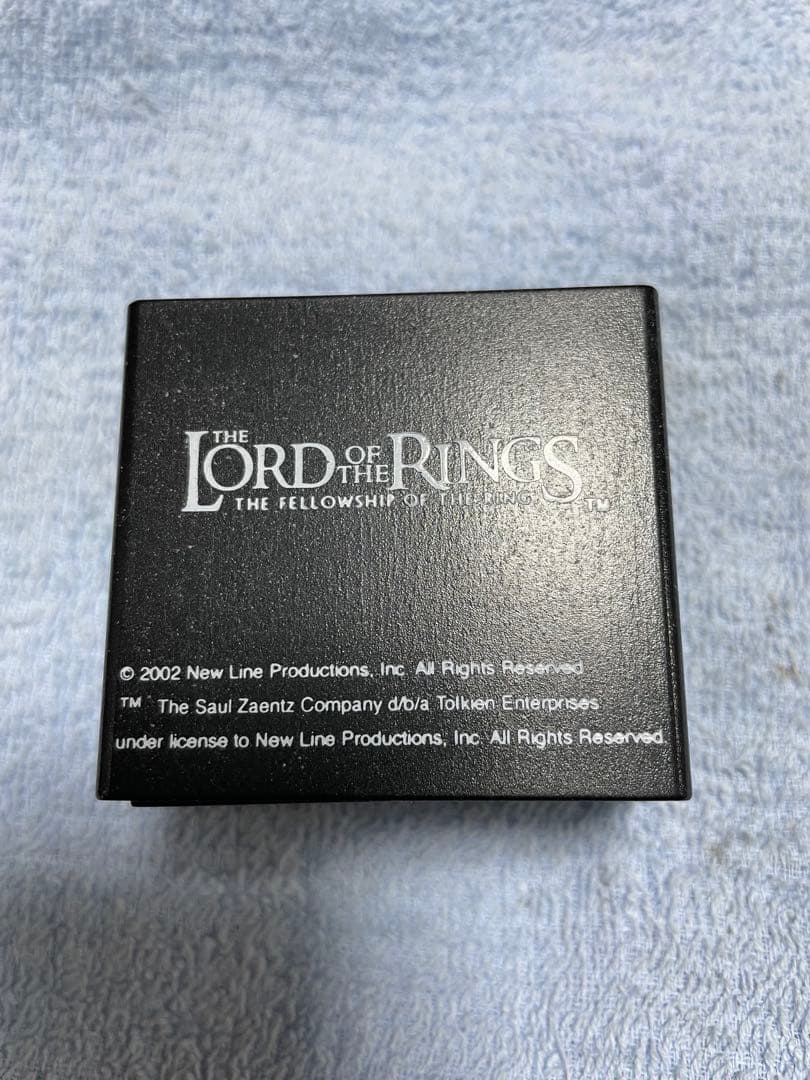 THE LORD OF THE RINGS
THE FELLOWSHIP OF THE RING ™
© 2002 New Line Productions, Inc. All Rights Reserved
™ The Saul Zaentz Company d/b/a Tolkien Enterprises
under license to New Line Productions, Inc. All Rights Reserved.